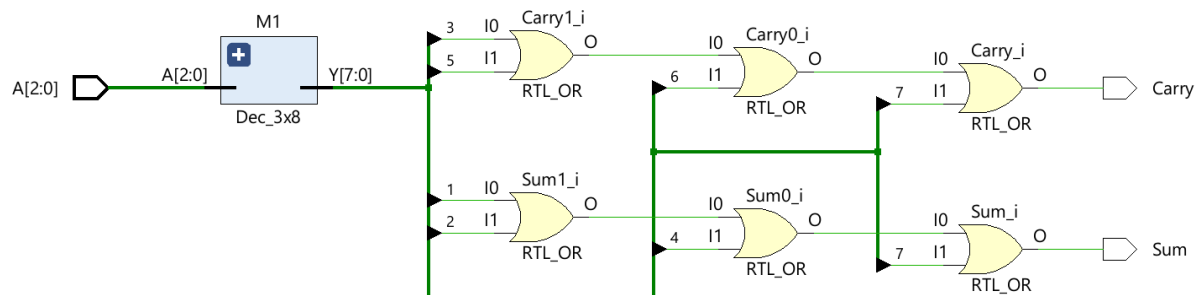 M1
A[2:0]
A[2:0]
Y[7:0]
Dec_3x8
3
5
I0
I1
Carry1_i
O
RTL_OR
6
I0
I1
Carry0_i
O
RTL_OR
7
I0
I1
Carry_i
O
RTL_OR
Carry
1
2
I0
I1
Sum1_i
O
RTL_OR
4
I0
I1
Sum0_i
O
RTL_OR
7
I0
I1
Sum_i
O
RTL_OR
Sum